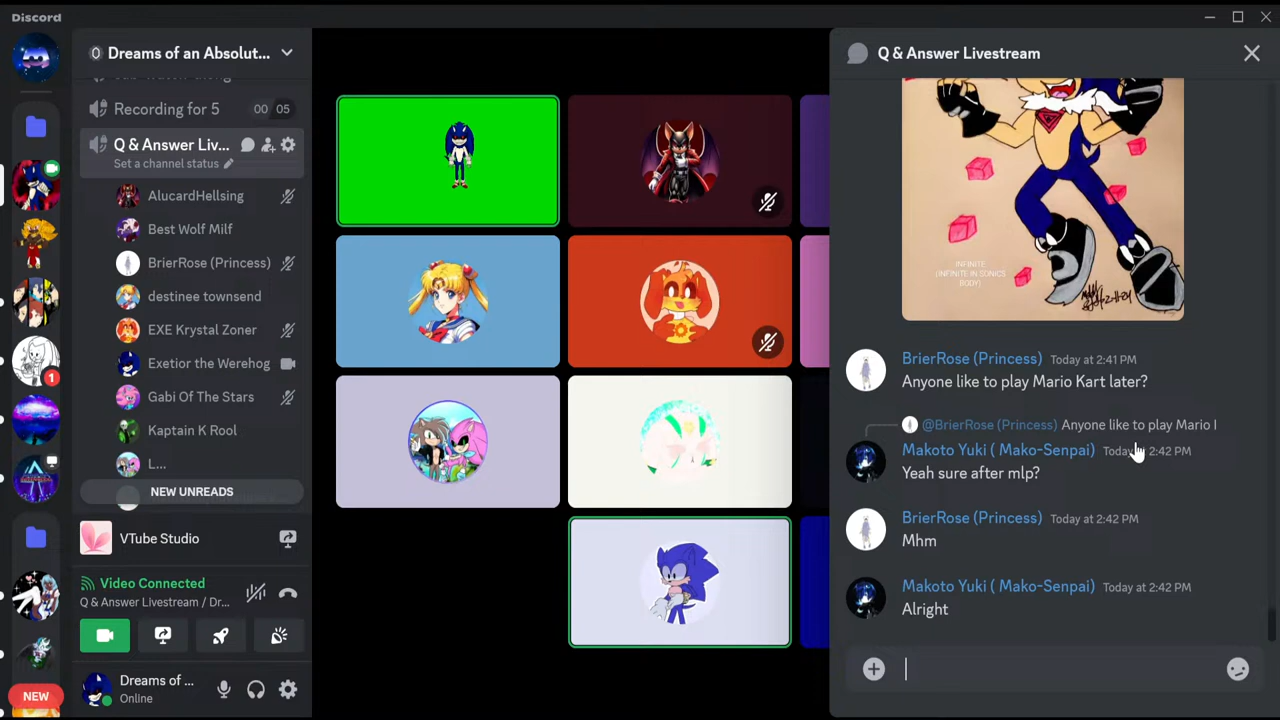 Discord
Dreams of an Absolut...
Recording for 5
00 05
Q & Answer Liv...
Set a channel status
AlucardHellsing
Best Wolf Milf
BrierRose (Princess)
destinee townsend
EXE Krystal Zoner
Exetior the Werehog
Gabi Of The Stars
Kaptain K Rool
L...
NEW UNREADS
VTube Studio
Video Connected
Q & Answer Livestream / Dr...
Dreams of ...
Online
NEW
1
Q & Answer Livestream
INFINITE
(INFINITE IN SONICS
BODY)
BrierRose (Princess) Today at 2:41 PM
Anyone like to play Mario Kart later?
@BrierRose (Princess) Anyone like to play Mario
Makoto Yuki ( Mako-Senpai) Today at 2:42 PM
Yeah sure after mlp?
BrierRose (Princess) Today at 2:42 PM
Mhm
Makoto Yuki ( Mako-Senpai) Today at 2:42 PM
Alright